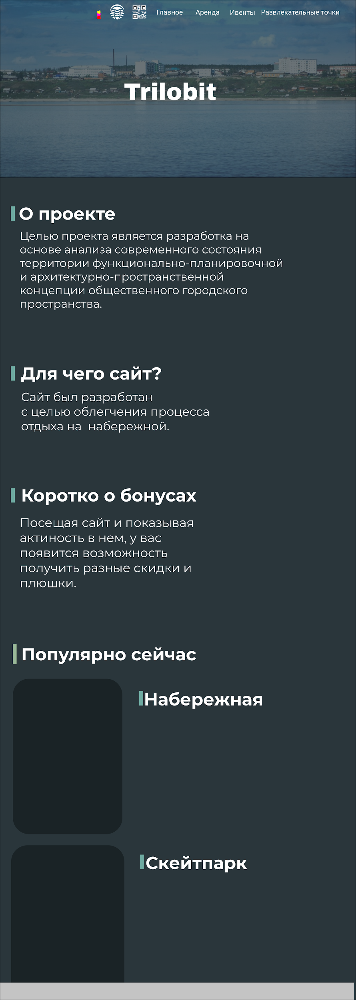 Главное Аренда Ивенты Развлекательные точки
Trilobit
О проекте
Целью проекта является разработка на
основе анализа современного состояния
территории функционально-планировочной
и архитектурно-пространственной
концепции общественного городского
пространства.
Для чего сайт?
Сайт был разработан
с целью облегчения процесса
отдыха на  набережной.
Коротко о бонусах
Посещая сайт и показывая
актиность в нем, у вас
появится возможность
получить разные скидки и
плюшки.
Популярно сейчас
Набережная
Скейтпарк